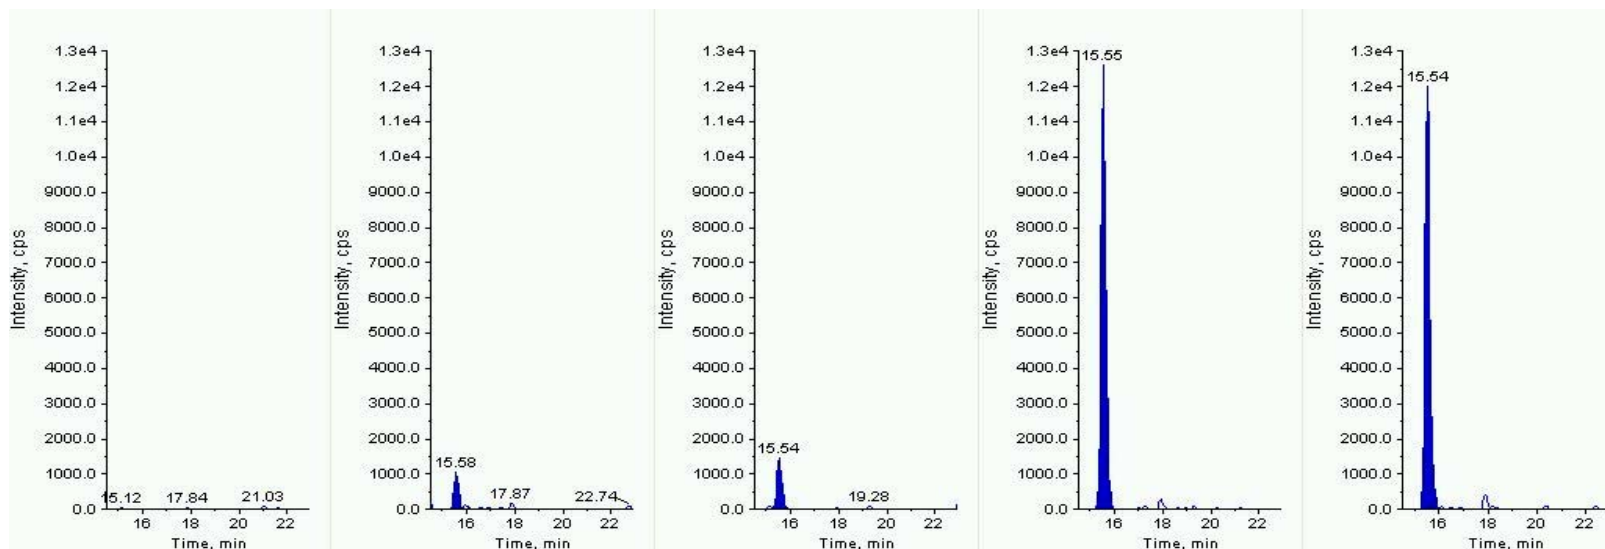 1.3e4 1.3e4 1.3e4 1.3e4 15.55 1.3e4
1.2e4 1.2e4 1.2e4 1.2e4 1.2e4 15.54
1.1e4 1.1e4 1.1e4 1.1e4 1.1e4
1.0e4 1.0e4 1.0e4 1.0e4 1.0e4
9000.0 9000.0 9000.0 9000.0 9000.0
8000.0 8000.0 8000.0 8000.0 8000.0
Intensity, cps Intensity, cps Intensity, cps Intensity, cps Intensity, cps
7000.0 7000.0 7000.0 7000.0 7000.0
6000.0 6000.0 6000.0 6000.0 6000.0
5000.0 5000.0 5000.0 5000.0 5000.0
4000.0 4000.0 4000.0 4000.0 4000.0
3000.0 3000.0 3000.0 3000.0 3000.0
2000.0 2000.0 2000.0 2000.0 2000.0
15.58 15.54
1000.0 1000.0 1000.0 1000.0 1000.0
15.12 17.84 21.03 17.87 22.74 19.28
0.0 0.0 0.0 0.0 0.0
16 18 20 22 16 18 20 22 16 18 20 22 16 18 20 22 16 18 20 22
Time, min Time, min Time, min Time, min Time, min